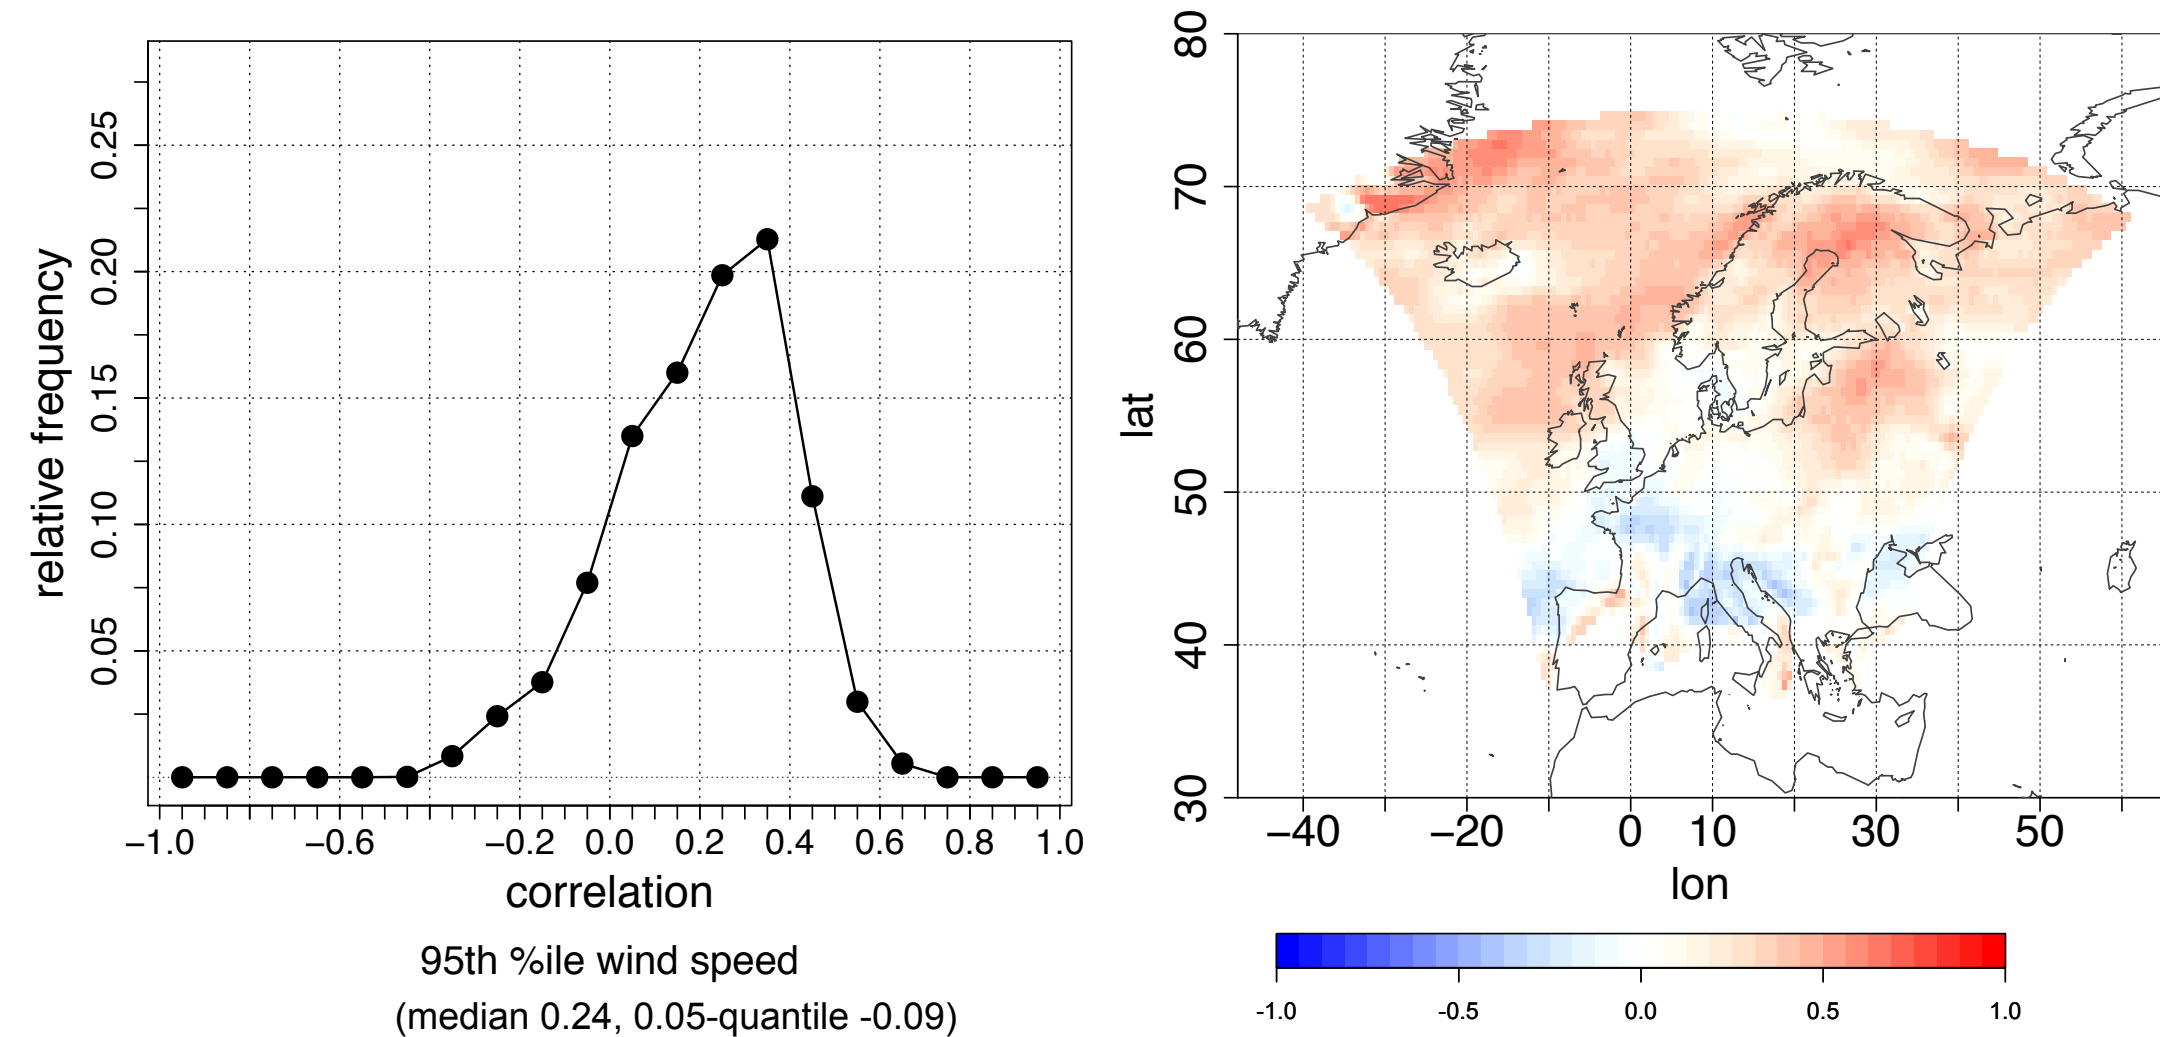 relative frequency
0.25
0.20
0.15
0.10
0.05
−1.0 −0.6 −0.2 0.0 0.2 0.4 0.6 0.8 1.0
correlation
95th %ile wind speed
(median 0.24, 0.05-quantile -0.09)
lat
80
70
60
50
40
30
−40 −20 0 10 30 50
lon
-1.0 -0.5 0.0 0.5 1.0